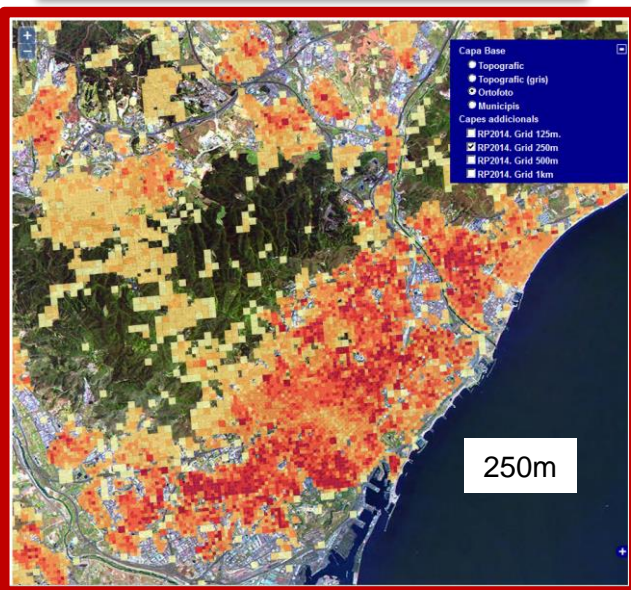 +
−
Capa Base
Topografic
Topografic (gris)
Ortofoto
Municipis
Capes addicionals
RP2014. Grid 125m.
RP2014. Grid 250m
RP2014. Grid 500m
RP2014. Grid 1km
250m
+